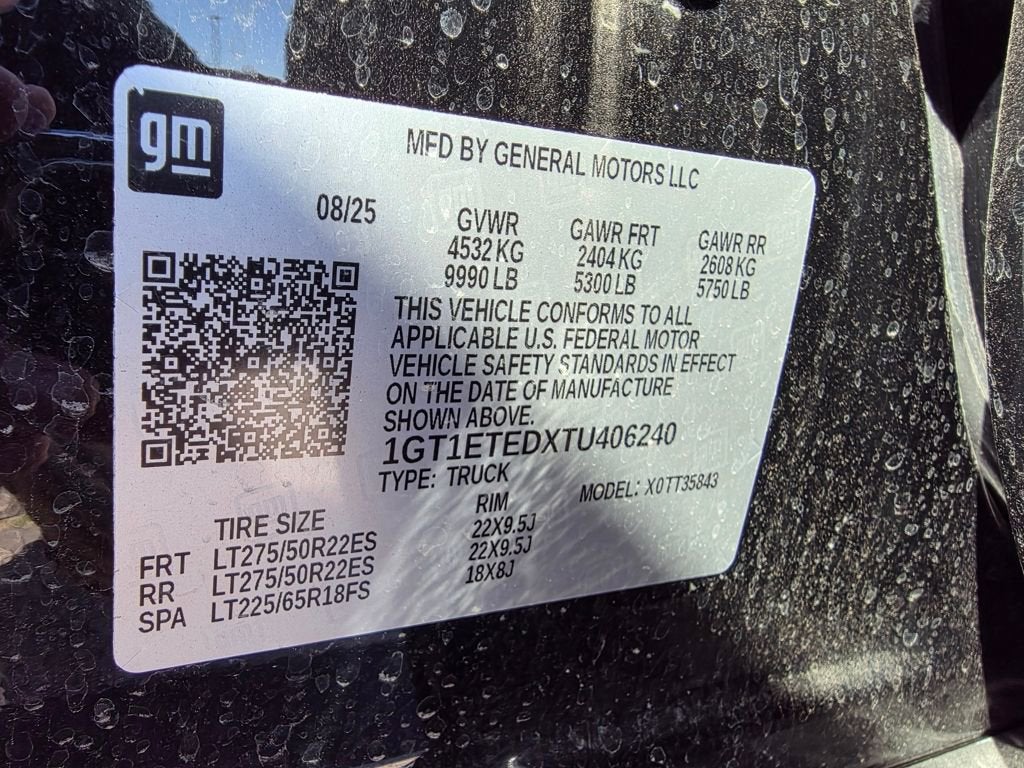 gm
MFD BY GENERAL MOTORS LLC
08/25
GVWR GAWR FRT GAWR RR
4532 KG 2404 KG 2608 KG
9990 LB 5300 LB 5750 LB
THIS VEHICLE CONFORMS TO ALL
APPLICABLE U.S. FEDERAL MOTOR
VEHICLE SAFETY STANDARDS IN EFFECT
ON THE DATE OF MANUFACTURE
SHOWN ABOVE.
1GT1ETEDXTU406240
TYPE: TRUCK MODEL: X0TT35843
TIRE SIZE RIM
FRT LT275/50R22ES 22X9.5J
RR LT275/50R22ES 22X9.5J
SPA LT225/65R18FS 18X8J